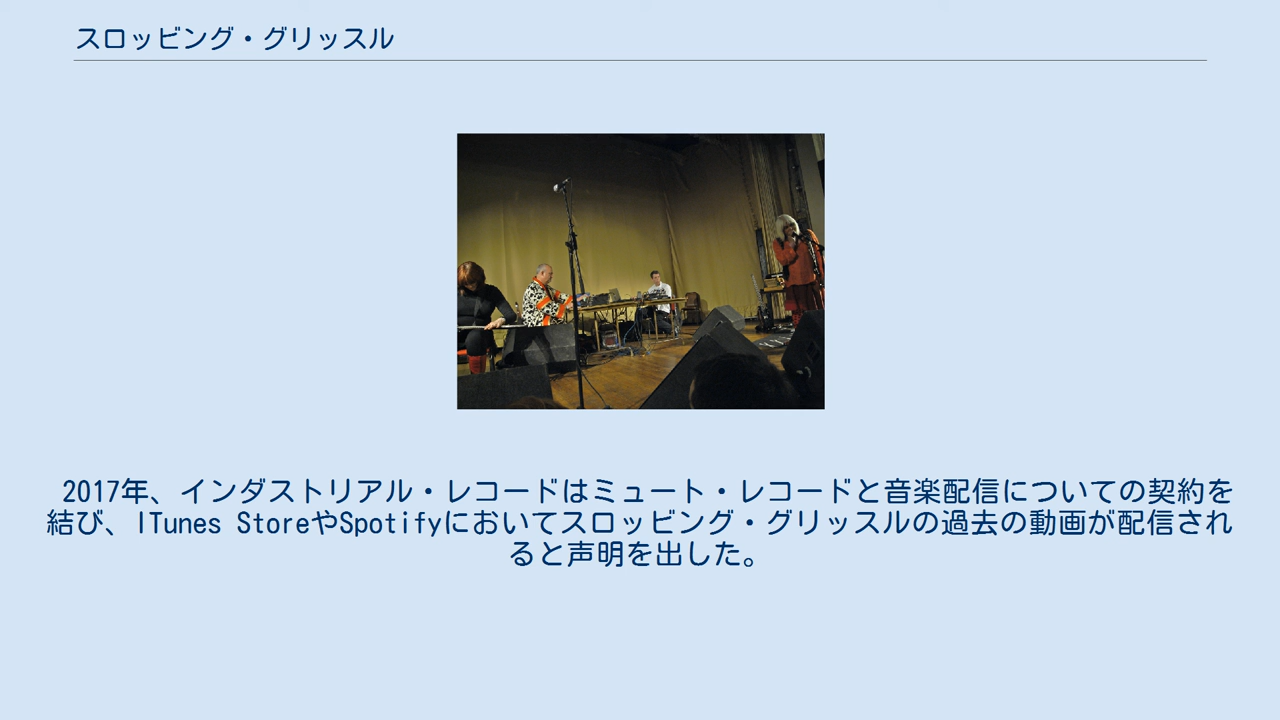 スロッビング・グリッスル
2017年、インダストリアル・レコードはミュート・レコードと音楽配信についての契約を
結び、ITunes StoreやSpotifyにおいてスロッビング・グリッスルの過去の動画が配信され
ると声明を出した。